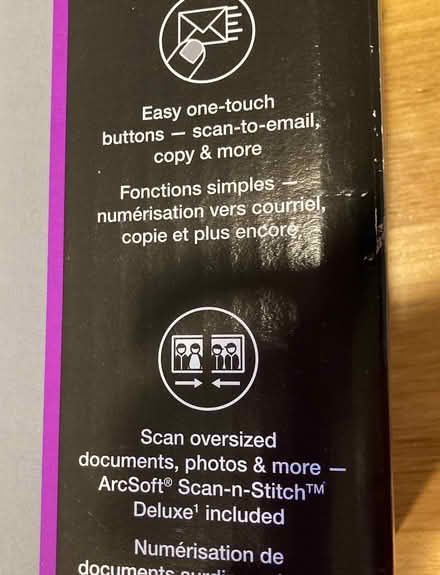 Easy one-touch
buttons — scan-to-email,
copy & more
Fonctions simples —
numérisation vers courriel,
copie et plus encore
Scan oversized
documents, photos & more —
ArcSoft® Scan-n-Stitch™
Deluxe¹ included
Numérisation de
documents